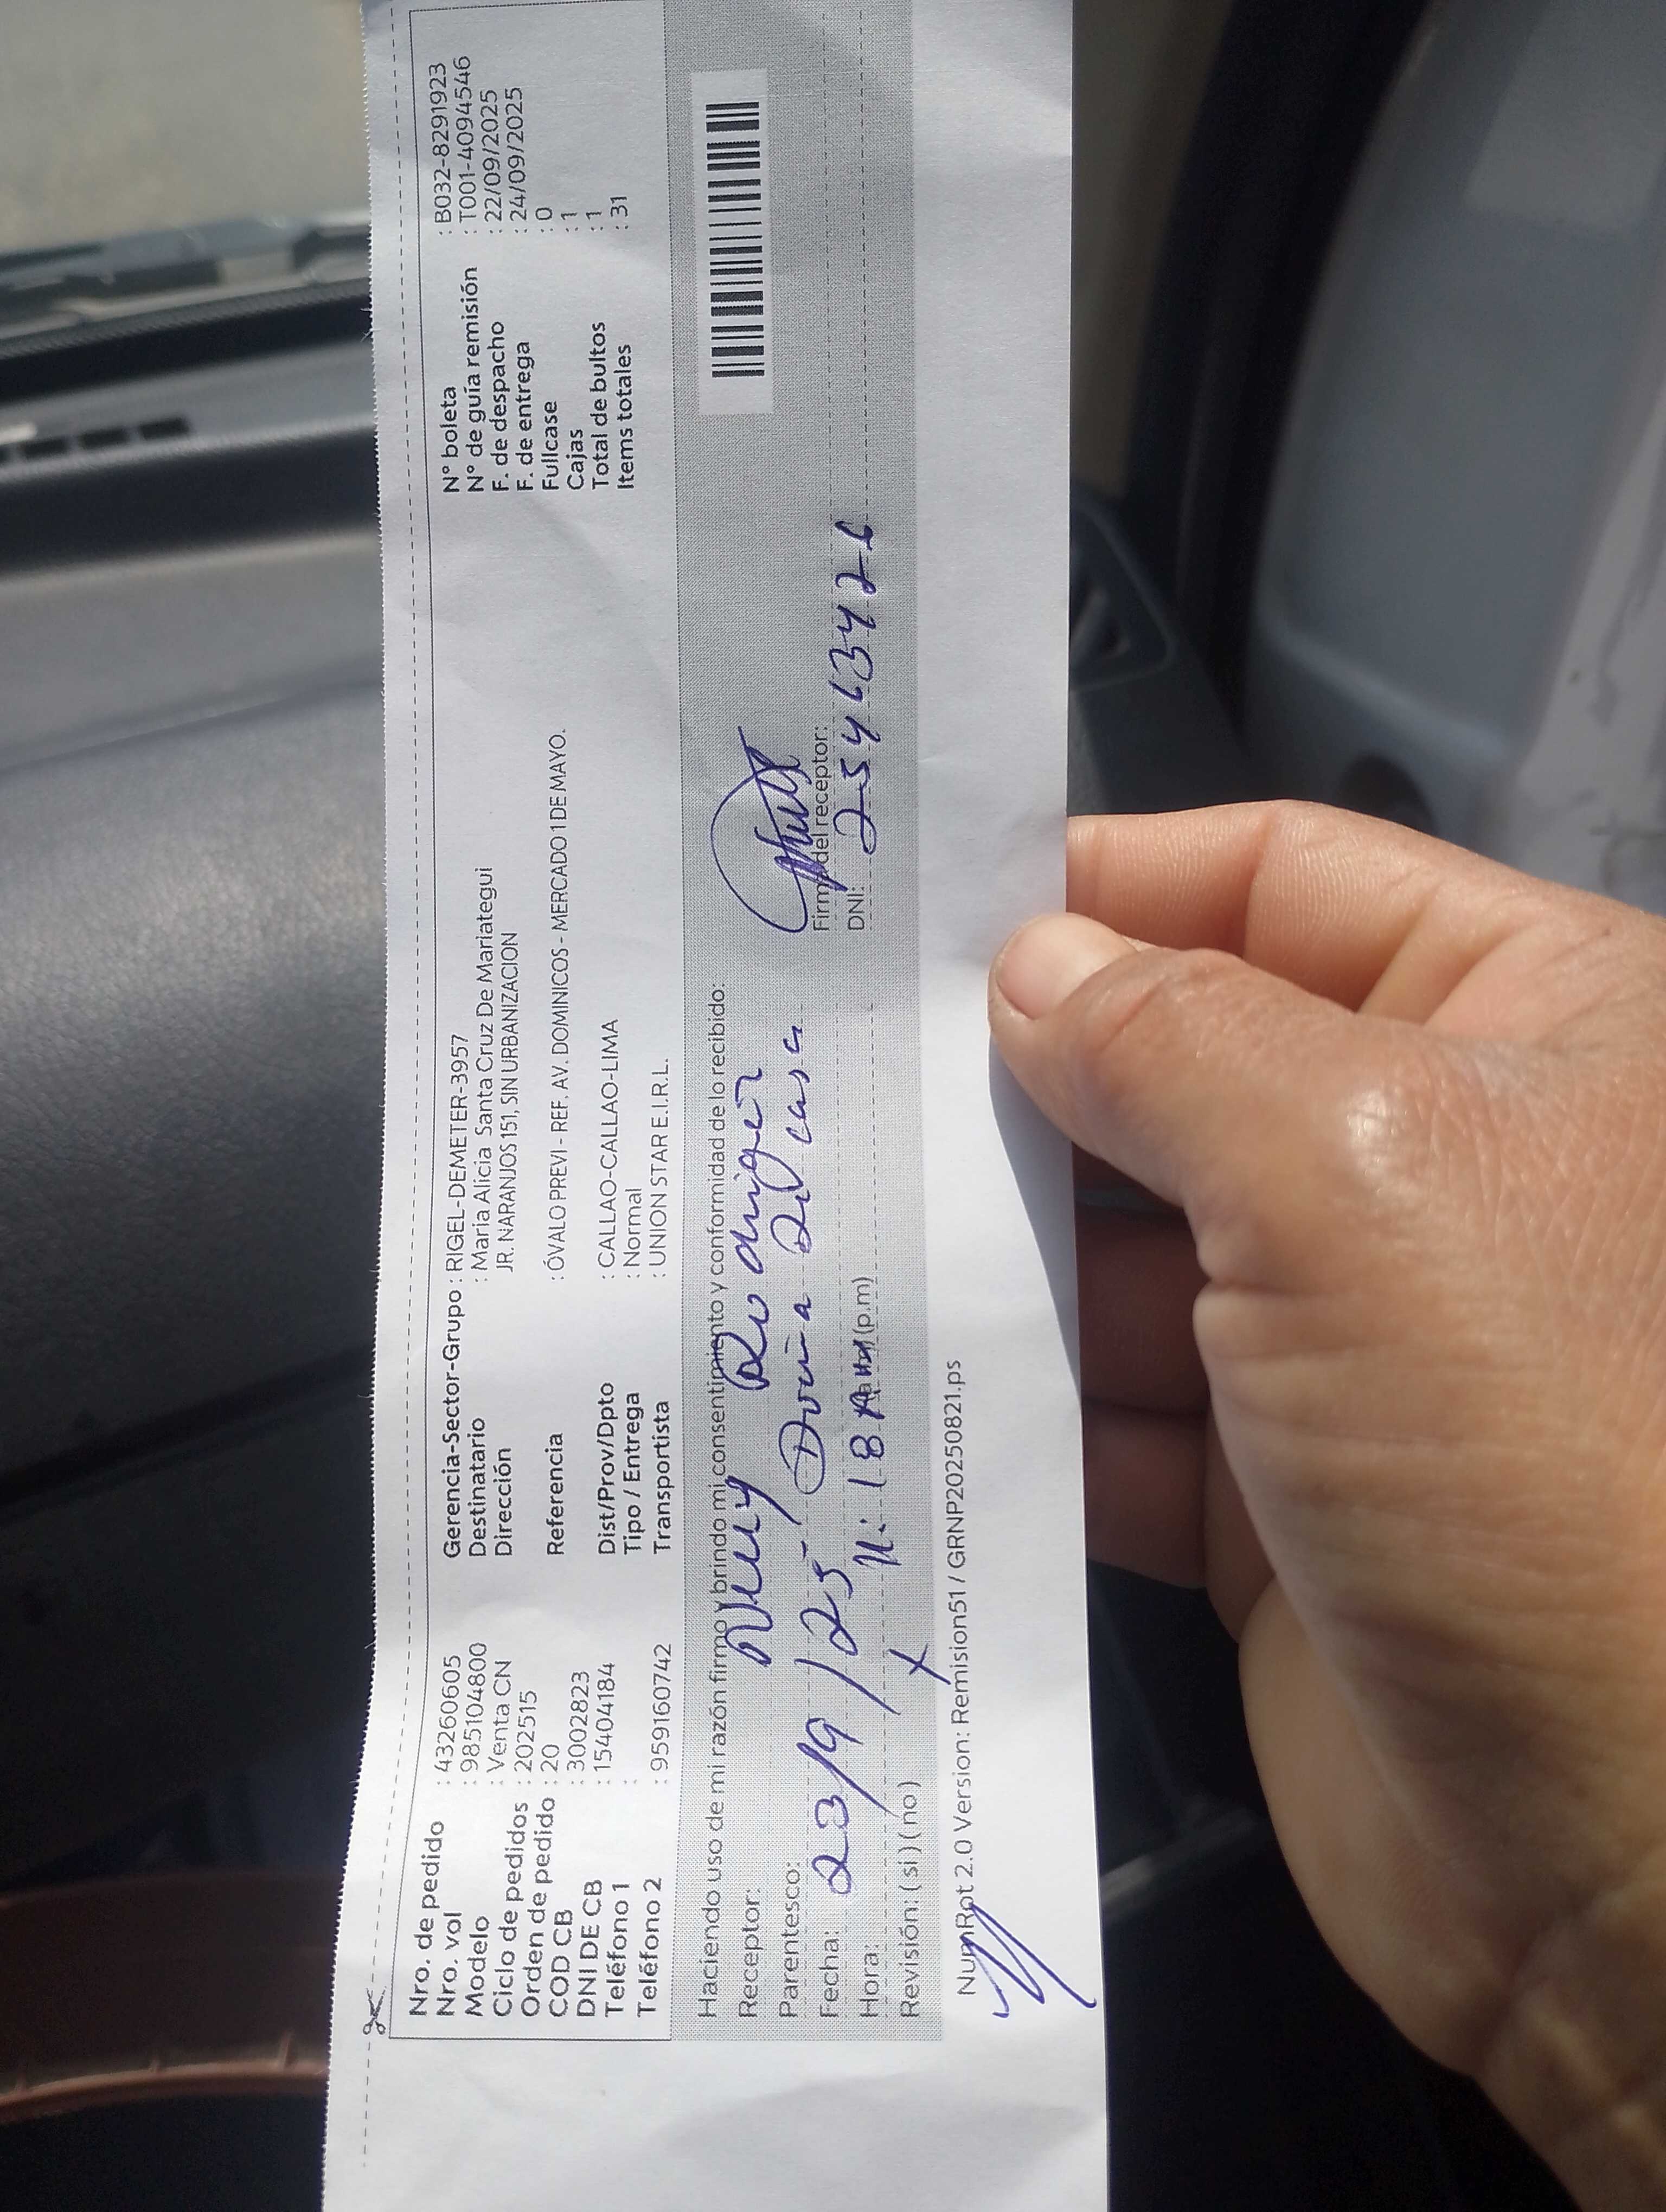 Nro. de pedido : 43260605
Nro. vol : 985104800
Modelo : Venta CN
Ciclo de pedidos : 202515
Orden de pedido : 20
COD CB : 3002823
DNI DE CB : 15404184
Teléfono 1 :
Teléfono 2 : 959160742
Gerencia-Sector-Grupo : RIGEL-DEMETER-3957
Destinatario : Maria Alicia Santa Cruz De Mariategui
Dirección JR. NARANJOS 151, SIN URBANIZACION
Referencia : ÓVALO PREVI - REF. AV. DOMINICOS - MERCADO 1 DE MAYO.
Dist/Prov/Dpto : CALLAO-CALLAO-LIMA
Tipo / Entrega : Normal
Transportista : UNION STAR E.I.R.L.
N° boleta : B032-8291923
N° de guía remisión : T001-4094546
F. de despacho : 22/09/2025
F. de entrega : 24/09/2025
Fullcase : 0
Cajas : 1
Total de bultos : 1
Items totales : 31
Haciendo uso de mi razón firmo y brindo mi consentimiento y conformidad de lo recibido:
Receptor:
Parentesco: Dueña de casa
Fecha: 23/9/25
Hora: 11:18 AM (p.m)
Revisión: (si) (no) X
Firma del receptor:
DNI: 25463426
NumRot 2.0 Version: Remision51 / GRNP20250821.ps